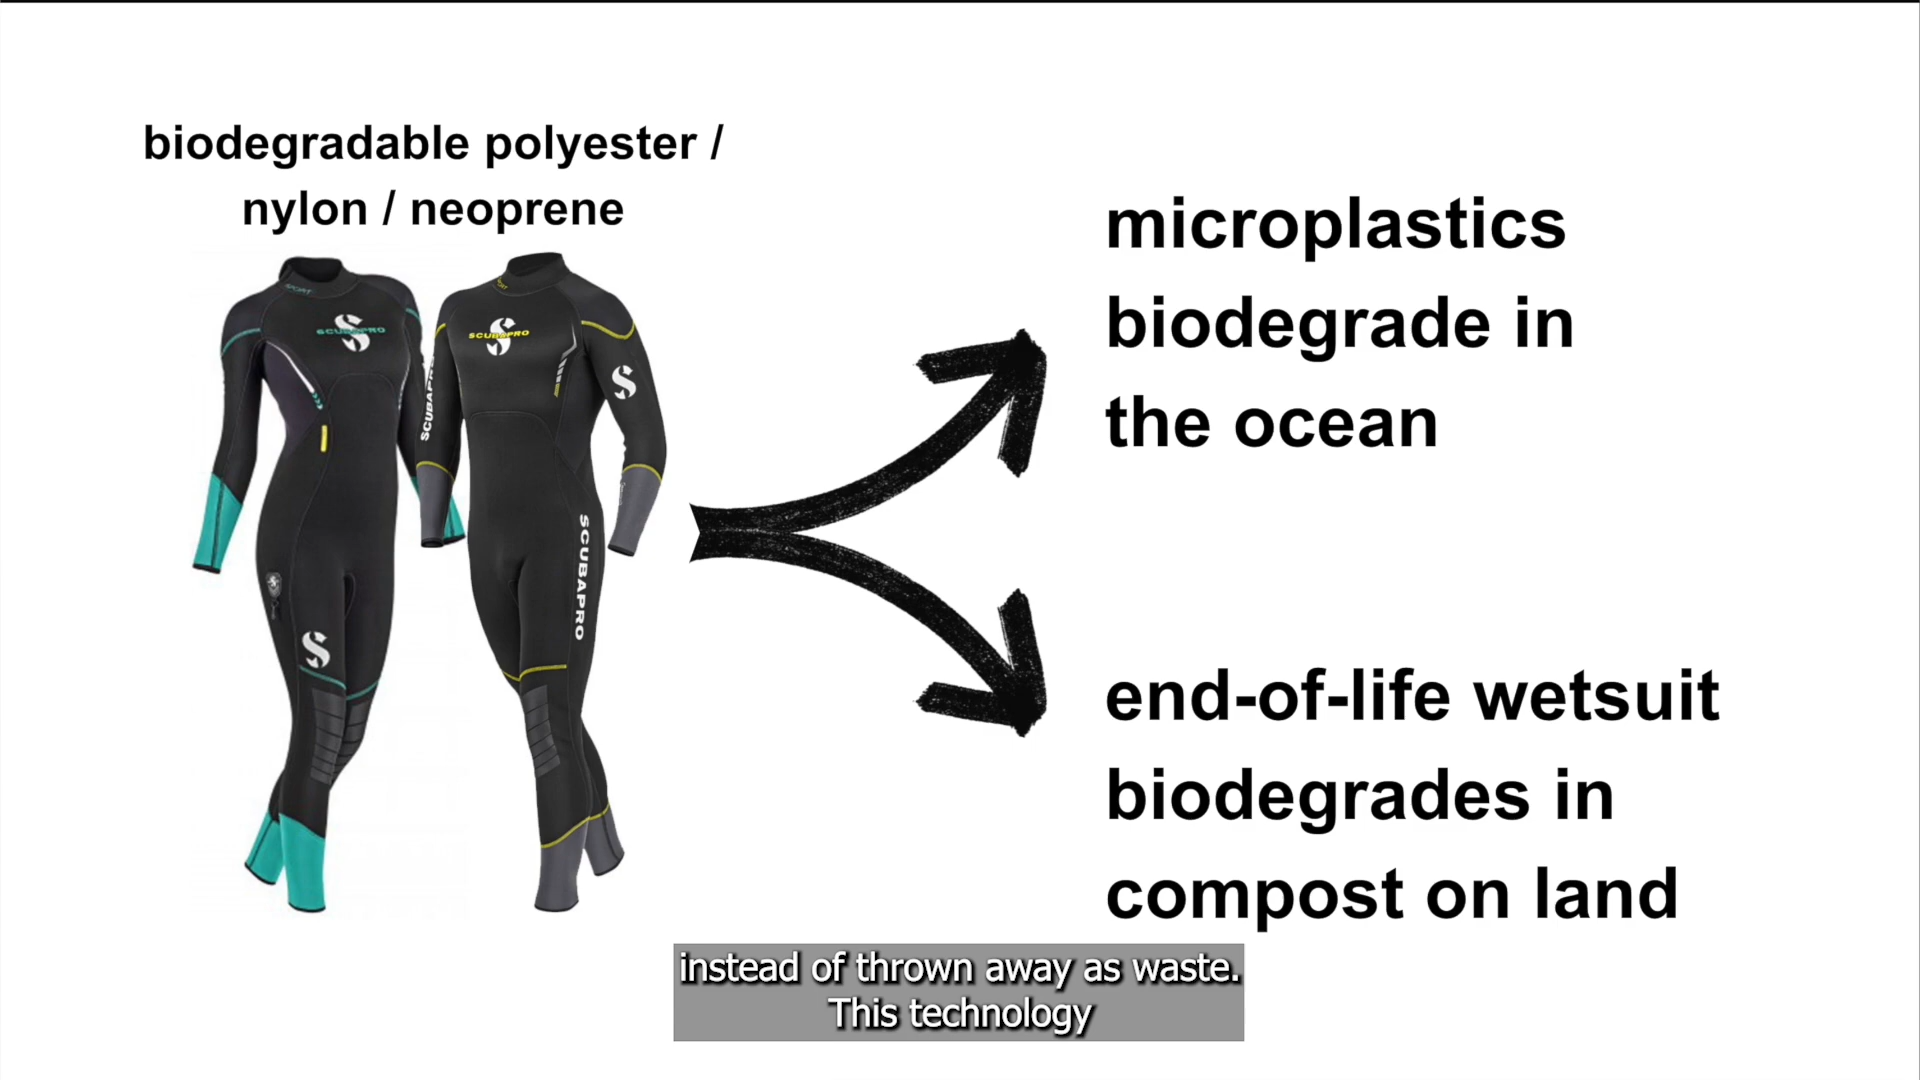 biodegradable polyester /
nylon / neoprene
SCUBAPRO
SCUBAPRO
SCUBAPRO
SCUBAPRO
microplastics
biodegrade in
the ocean
end-of-life wetsuit
biodegrades in
compost on land
instead of thrown away as waste.
This technology